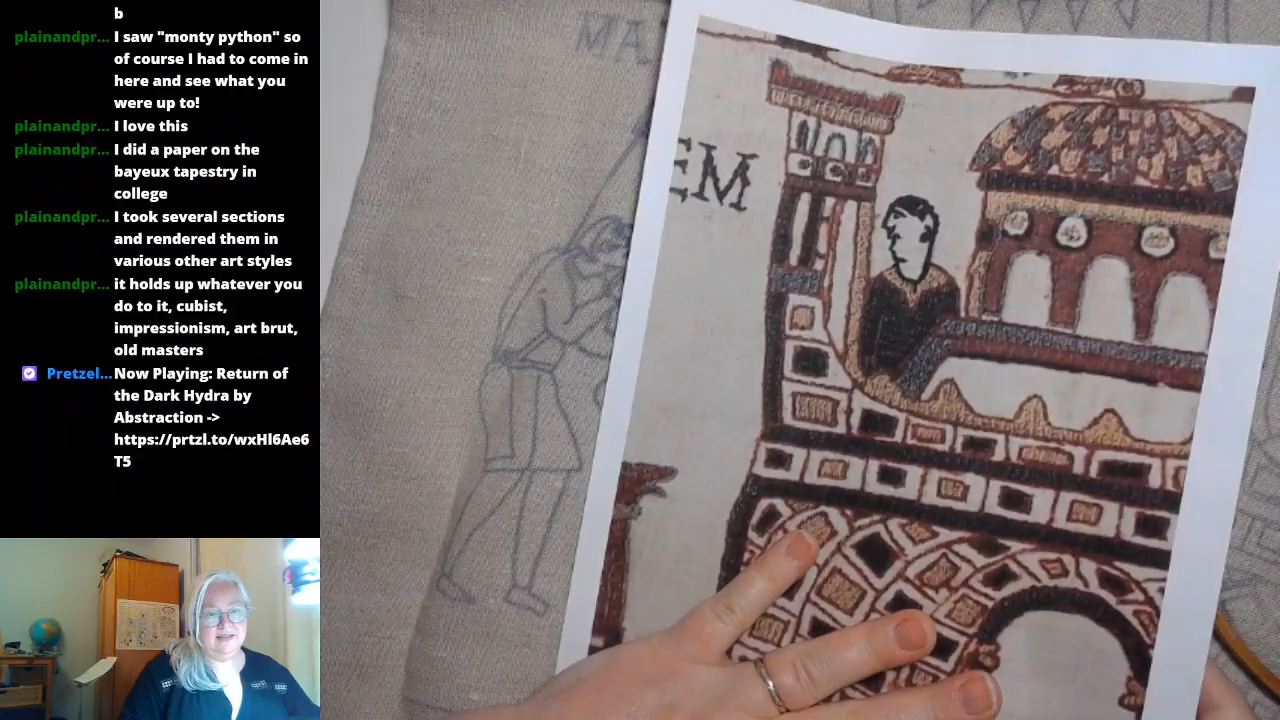 b
plainandpr... I saw "monty python" so
of course I had to come in
here and see what you
were up to!
plainandpr... I love this
plainandpr... I did a paper on the
bayeux tapestry in
college
plainandpr... I took several sections
and rendered them in
various other art styles
plainandpr... it holds up whatever you
do to it, cubist,
impressionism, art brut,
old masters
Pretzel... Now Playing: Return of
the Dark Hydra by
Abstraction ->
https://prtzl.to/wxHl6Ae6
T5
MA
EM